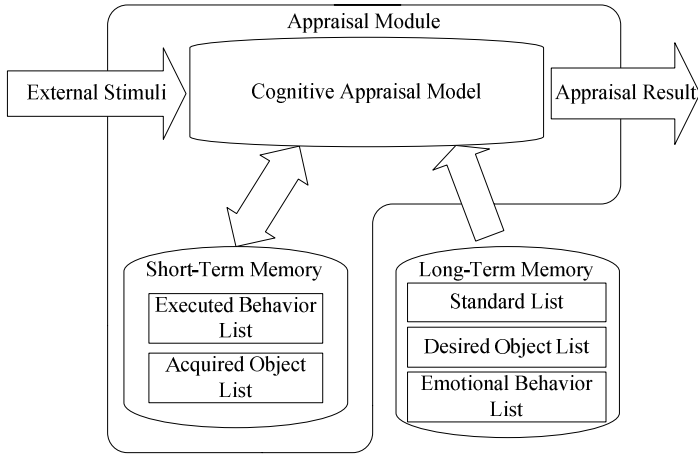 Appraisal Module
External Stimuli
Cognitive Appraisal Model
Appraisal Result
Short-Term Memory
Executed Behavior
List
Acquired Object
List
Long-Term Memory
Standard List
Desired Object List
Emotional Behavior
List